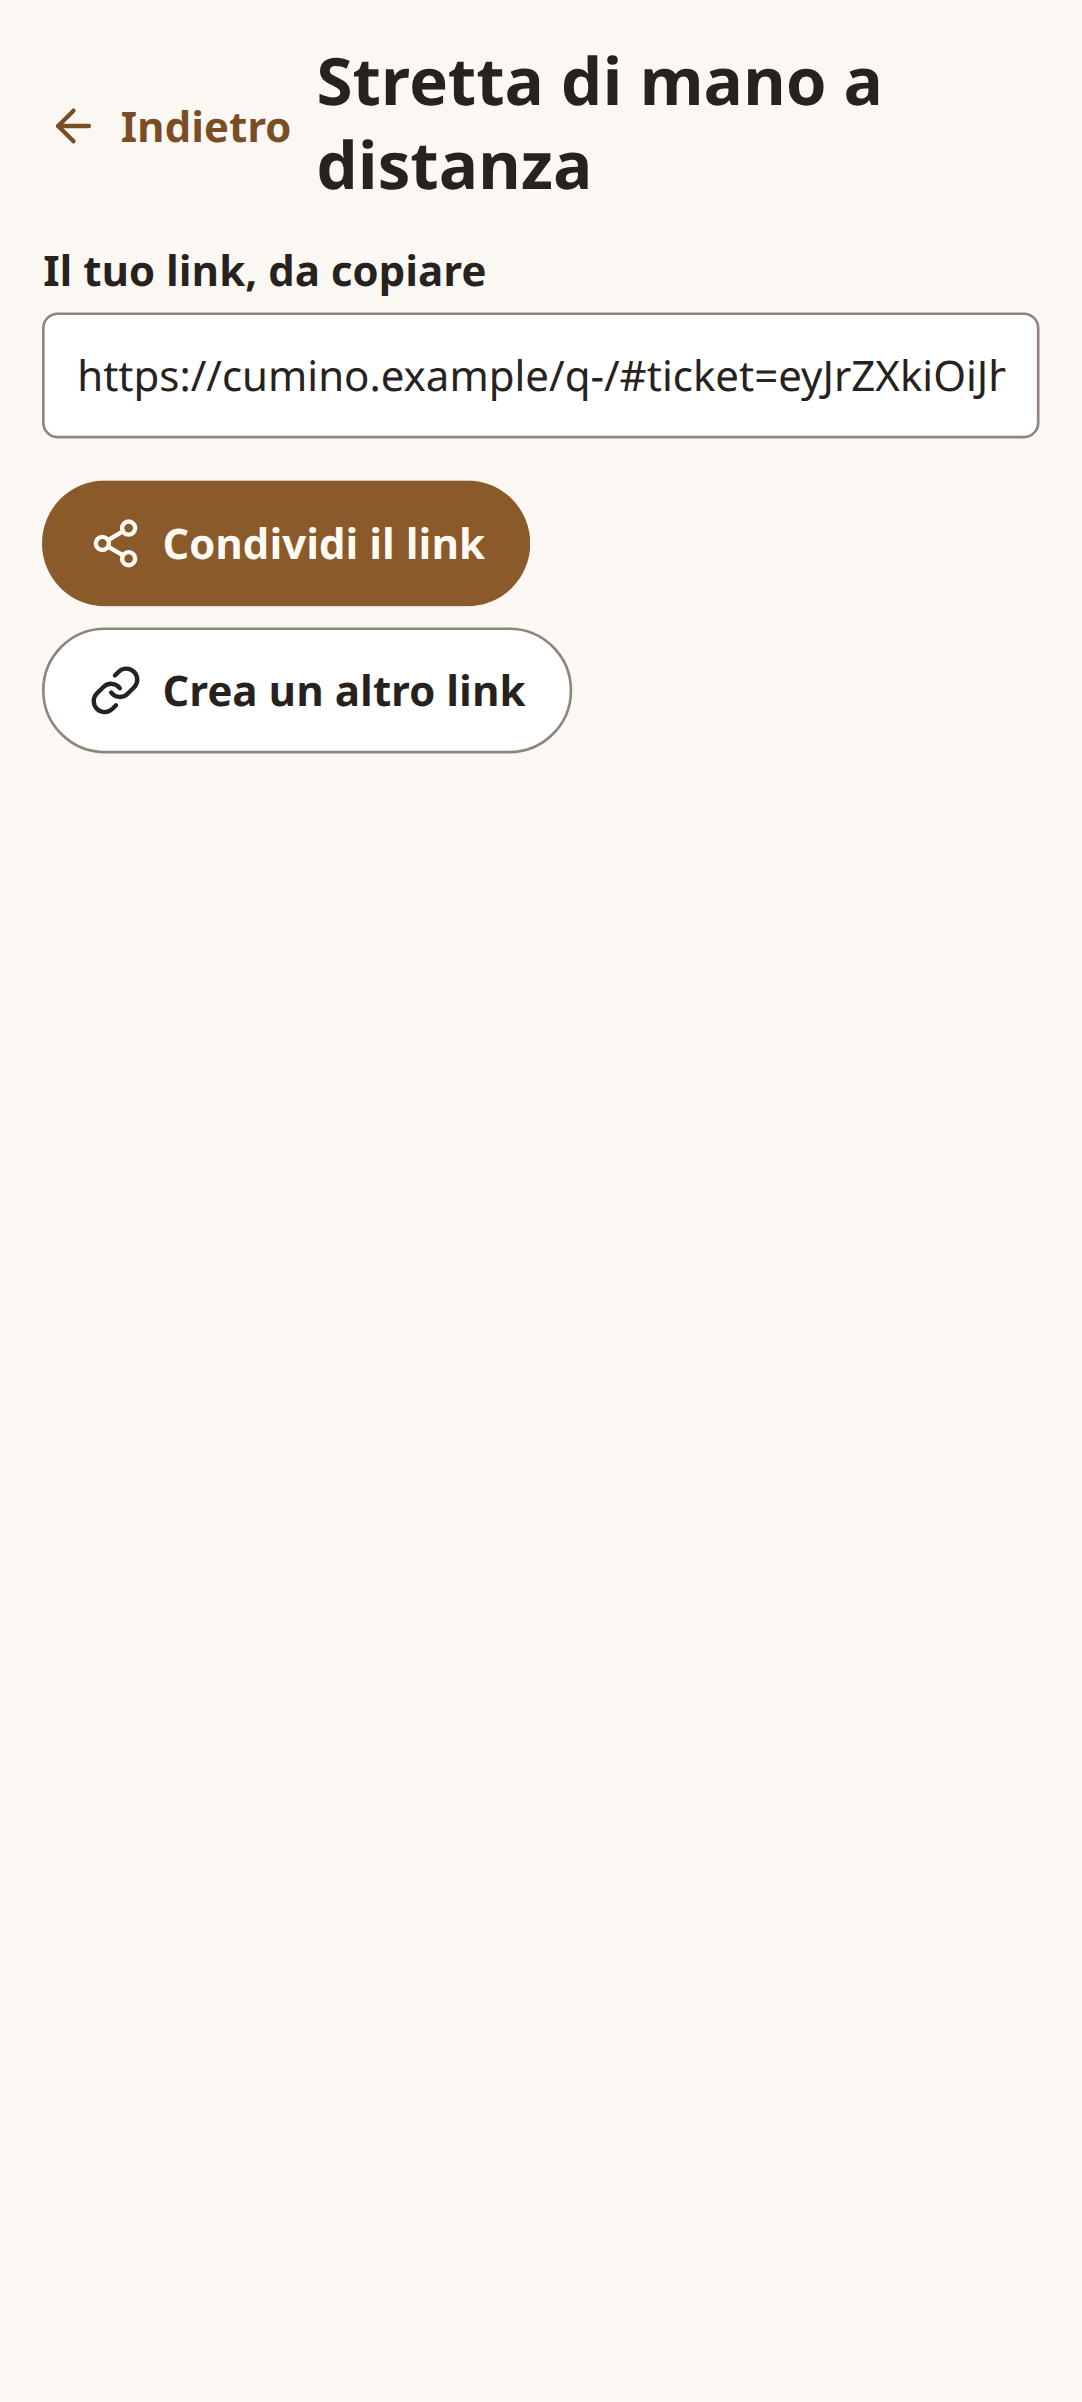 Indietro
Stretta di mano a
distanza
Il tuo link, da copiare
https://cumino.example/q-/#ticket=eyJrZXkiOiJh
Condividi il link
Crea un altro link